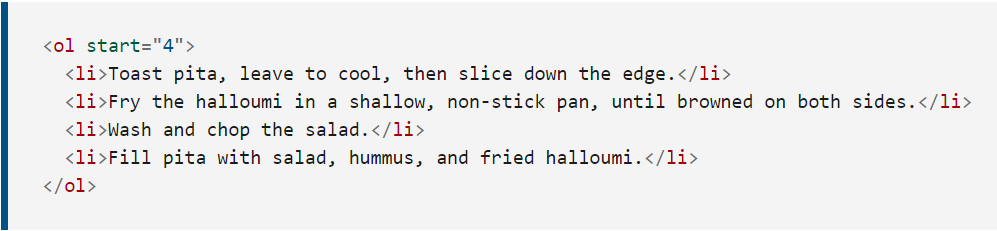 <ol start="4">
<li>Toast pita, leave to cool, then slice down the edge.</li>
<li>Fry the halloumi in a shallow, non-stick pan, until browned on both sides.</li>
<li>Wash and chop the salad.</li>
<li>Fill pita with salad, hummus, and fried halloumi.</li>
</ol>